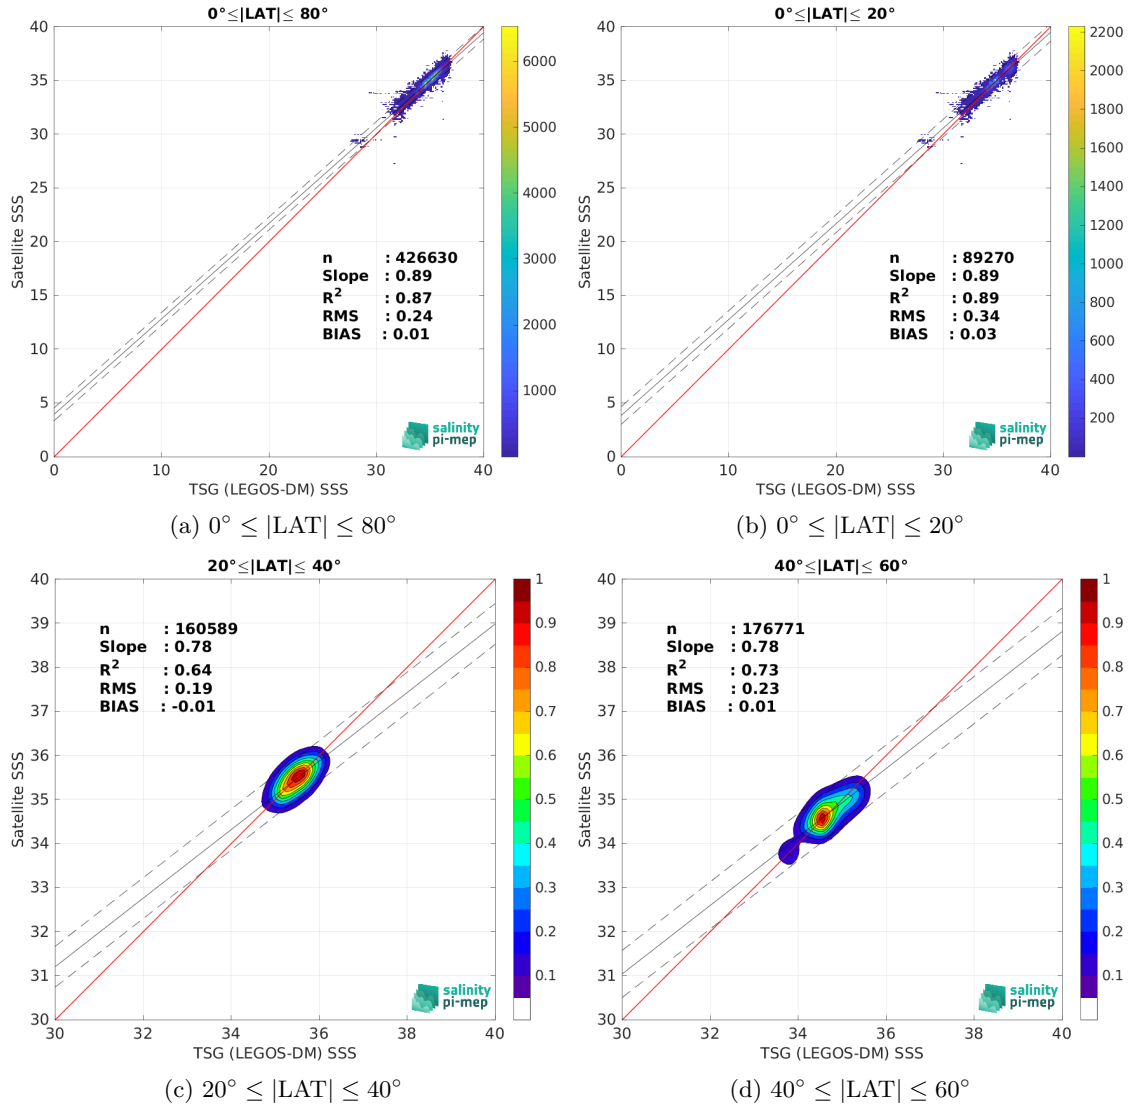 0°≤|LAT|≤ 80°
40
35
30
25
20
15
10
5
0
0
10
20
30
40
Satellite SSS
TSG (LEGOS-DM) SSS
n : 426630
Slope : 0.89
R² : 0.87
RMS : 0.24
BIAS : 0.01
salinity
pi-mep
6000
5000
4000
3000
2000
1000
(a) 0° ≤ |LAT| ≤ 80°
0°≤|LAT|≤ 20°
40
35
30
25
20
15
10
5
0
0
10
20
30
40
Satellite SSS
TSG (LEGOS-DM) SSS
n : 89270
Slope : 0.89
R² : 0.89
RMS : 0.34
BIAS : 0.03
salinity
pi-mep
2200
2000
1800
1600
1400
1200
1000
800
600
400
200
(b) 0° ≤ |LAT| ≤ 20°
20°≤|LAT|≤ 40°
40
39
38
37
36
35
34
33
32
31
30
30
32
34
36
38
40
Satellite SSS
TSG (LEGOS-DM) SSS
n : 160589
Slope : 0.78
R² : 0.64
RMS : 0.19
BIAS : -0.01
salinity
pi-mep
1
0.9
0.8
0.7
0.6
0.5
0.4
0.3
0.2
0.1
(c) 20° ≤ |LAT| ≤ 40°
40°≤|LAT|≤ 60°
40
39
38
37
36
35
34
33
32
31
30
30
32
34
36
38
40
Satellite SSS
TSG (LEGOS-DM) SSS
n : 176771
Slope : 0.78
R² : 0.73
RMS : 0.23
BIAS : 0.01
salinity
pi-mep
1
0.9
0.8
0.7
0.6
0.5
0.4
0.3
0.2
0.1
(d) 40° ≤ |LAT| ≤ 60°